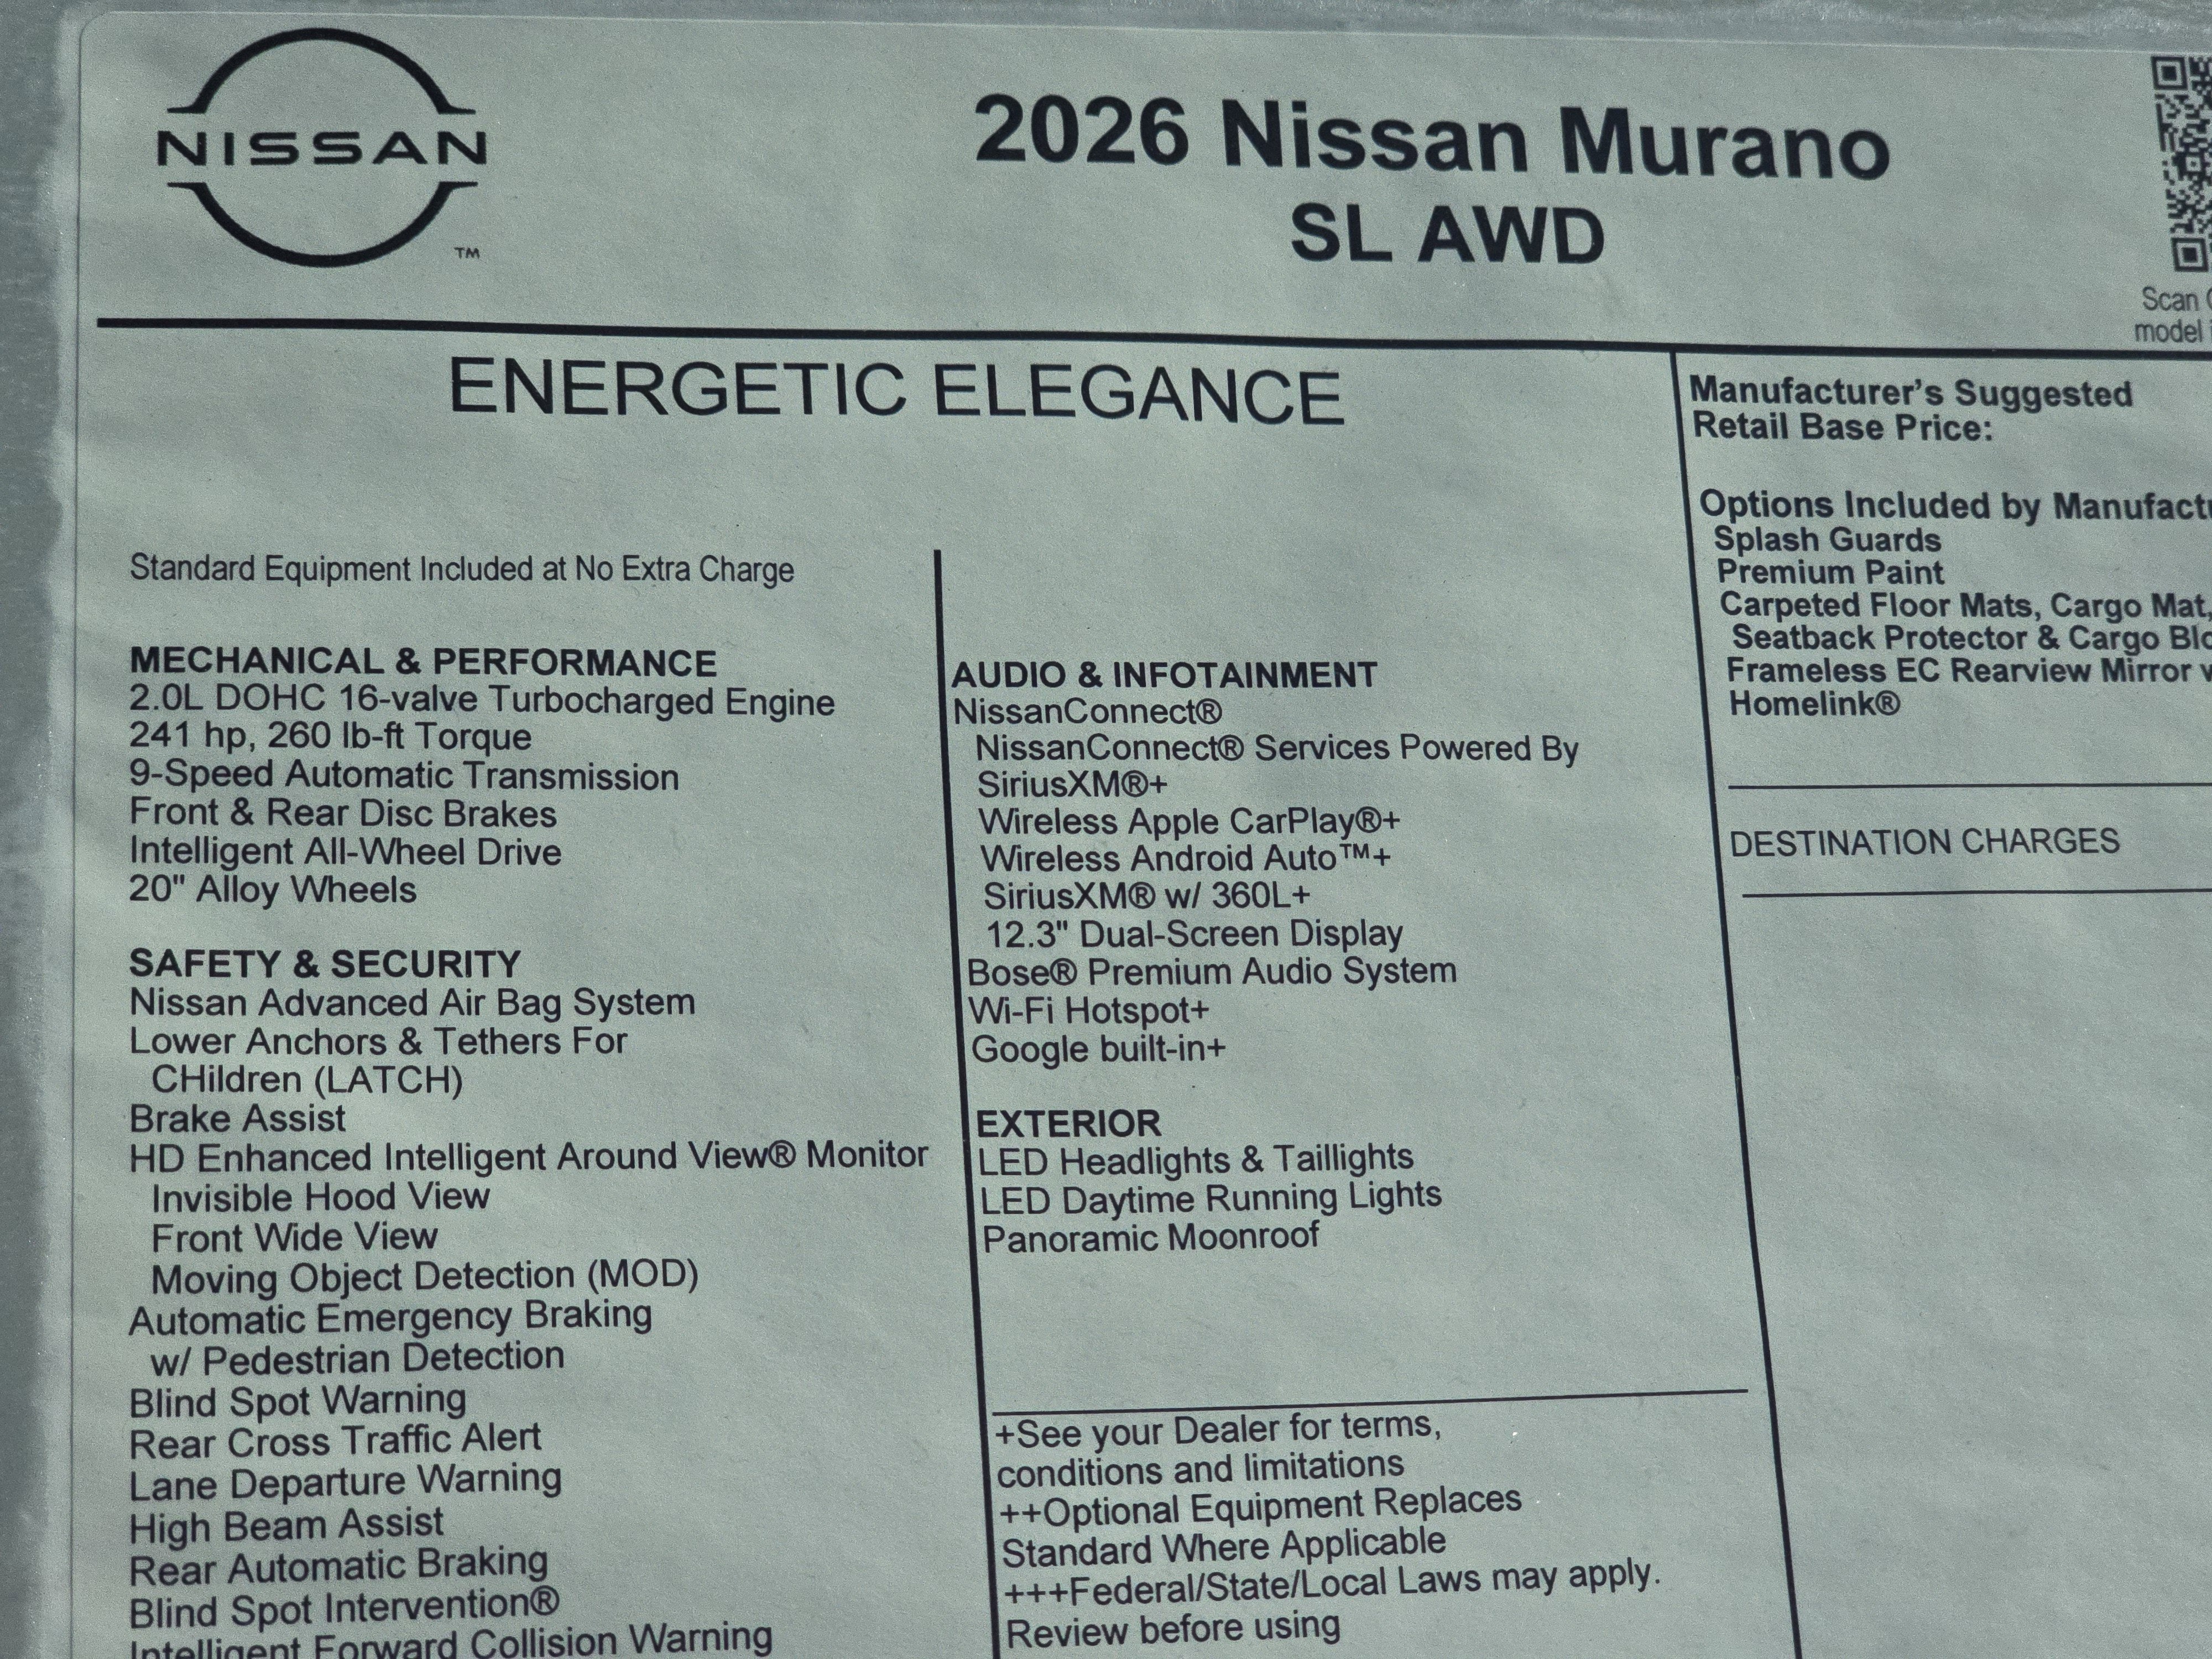 NISSAN
TM
2026 Nissan Murano
SL AWD
Scan
model
ENERGETIC ELEGANCE
Standard Equipment Included at No Extra Charge
MECHANICAL & PERFORMANCE
2.0L DOHC 16-valve Turbocharged Engine
241 hp, 260 lb-ft Torque
9-Speed Automatic Transmission
Front & Rear Disc Brakes
Intelligent All-Wheel Drive
20" Alloy Wheels
SAFETY & SECURITY
Nissan Advanced Air Bag System
Lower Anchors & Tethers For
CHildren (LATCH)
Brake Assist
HD Enhanced Intelligent Around View® Monitor
Invisible Hood View
Front Wide View
Moving Object Detection (MOD)
Automatic Emergency Braking
w/ Pedestrian Detection
Blind Spot Warning
Rear Cross Traffic Alert
Lane Departure Warning
High Beam Assist
Rear Automatic Braking
Blind Spot Intervention®
Intelligent Forward Collision Warning
AUDIO & INFOTAINMENT
NissanConnect®
NissanConnect® Services Powered By
SiriusXM®+
Wireless Apple CarPlay®+
Wireless Android Auto™+
SiriusXM® w/ 360L+
12.3" Dual-Screen Display
Bose® Premium Audio System
Wi-Fi Hotspot+
Google built-in+
EXTERIOR
LED Headlights & Taillights
LED Daytime Running Lights
Panoramic Moonroof
+See your Dealer for terms,
conditions and limitations
++Optional Equipment Replaces
Standard Where Applicable
+++Federal/State/Local Laws may apply.
Review before using
Manufacturer's Suggested
Retail Base Price:
Options Included by
Splash Guards
Premium Paint
Carpeted Floor Mats, Cargo Mat,
Seatback Protector & Cargo
Frameless EC Rearview Mirror
Homelink®
DESTINATION CHARGES